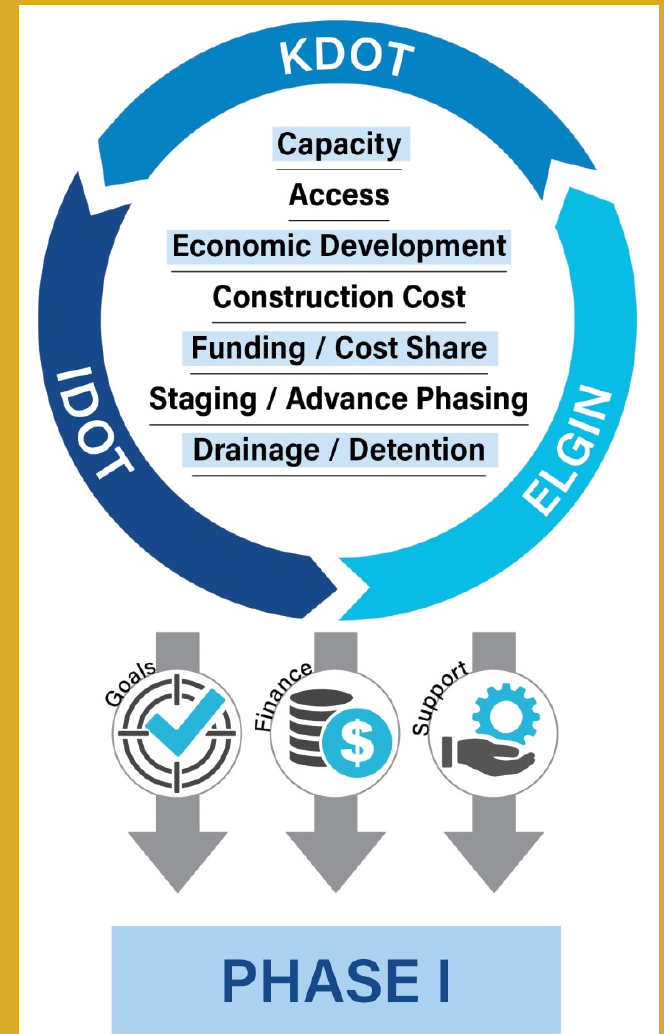 KDOT
Capacity
Access
Economic Development
Construction Cost
Funding / Cost Share
Staging / Advance Phasing
Drainage / Detention
IDOT
ELGIN
Goals
Finance
$
Support
PHASE I